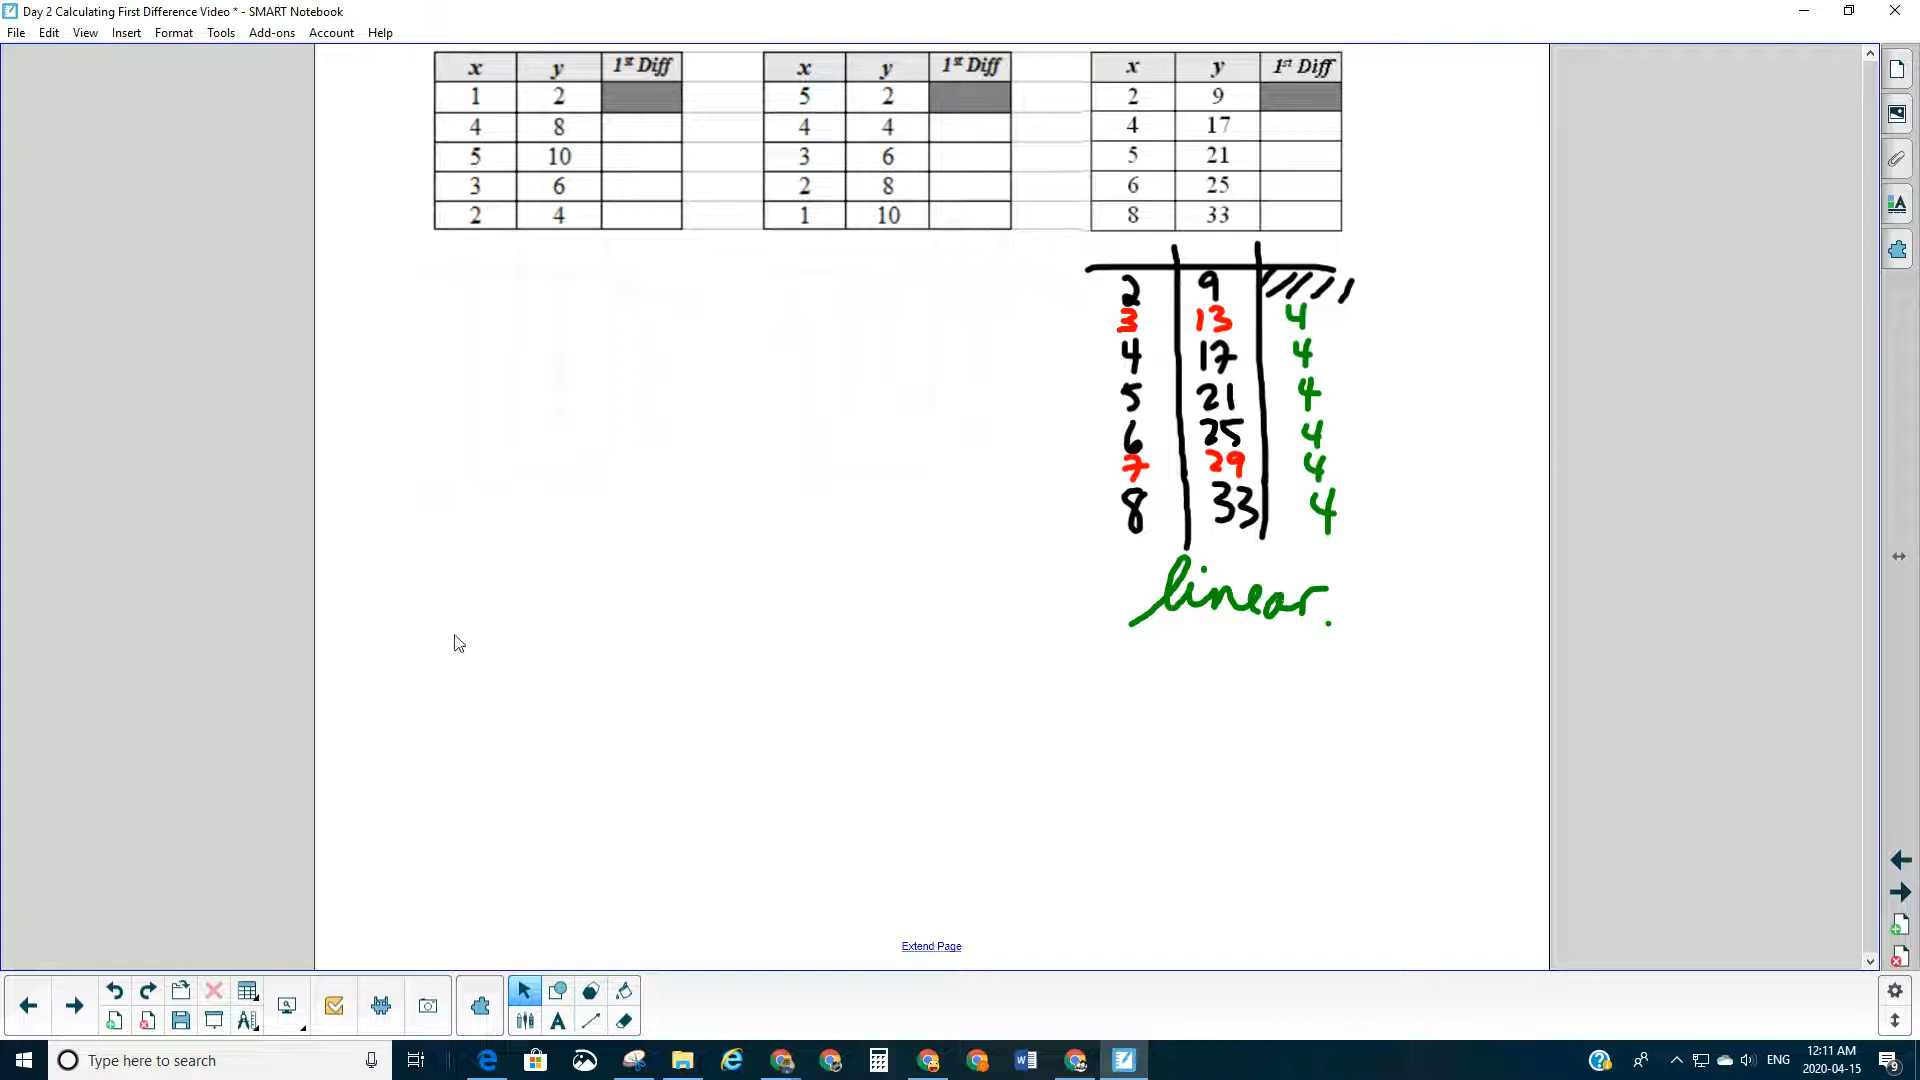 Day 2 Calculating First Difference Video * - SMART Notebook
File Edit View Insert Format Tools Add-ons Account Help
x y 1st Diff
1 2
4 8
5 10
3 6
2 4
x y 1st Diff
5 2
4 4
3 6
2 8
1 10
x y 1st Diff
2 9
4 17
5 21
6 25
8 33
2 9
3 13 4
4 17 4
5 21 4
6 25 4
7 29 4
8 33 4
linear.
Extend Page
Type here to search
ENG
12:11 AM
2020-04-15
9